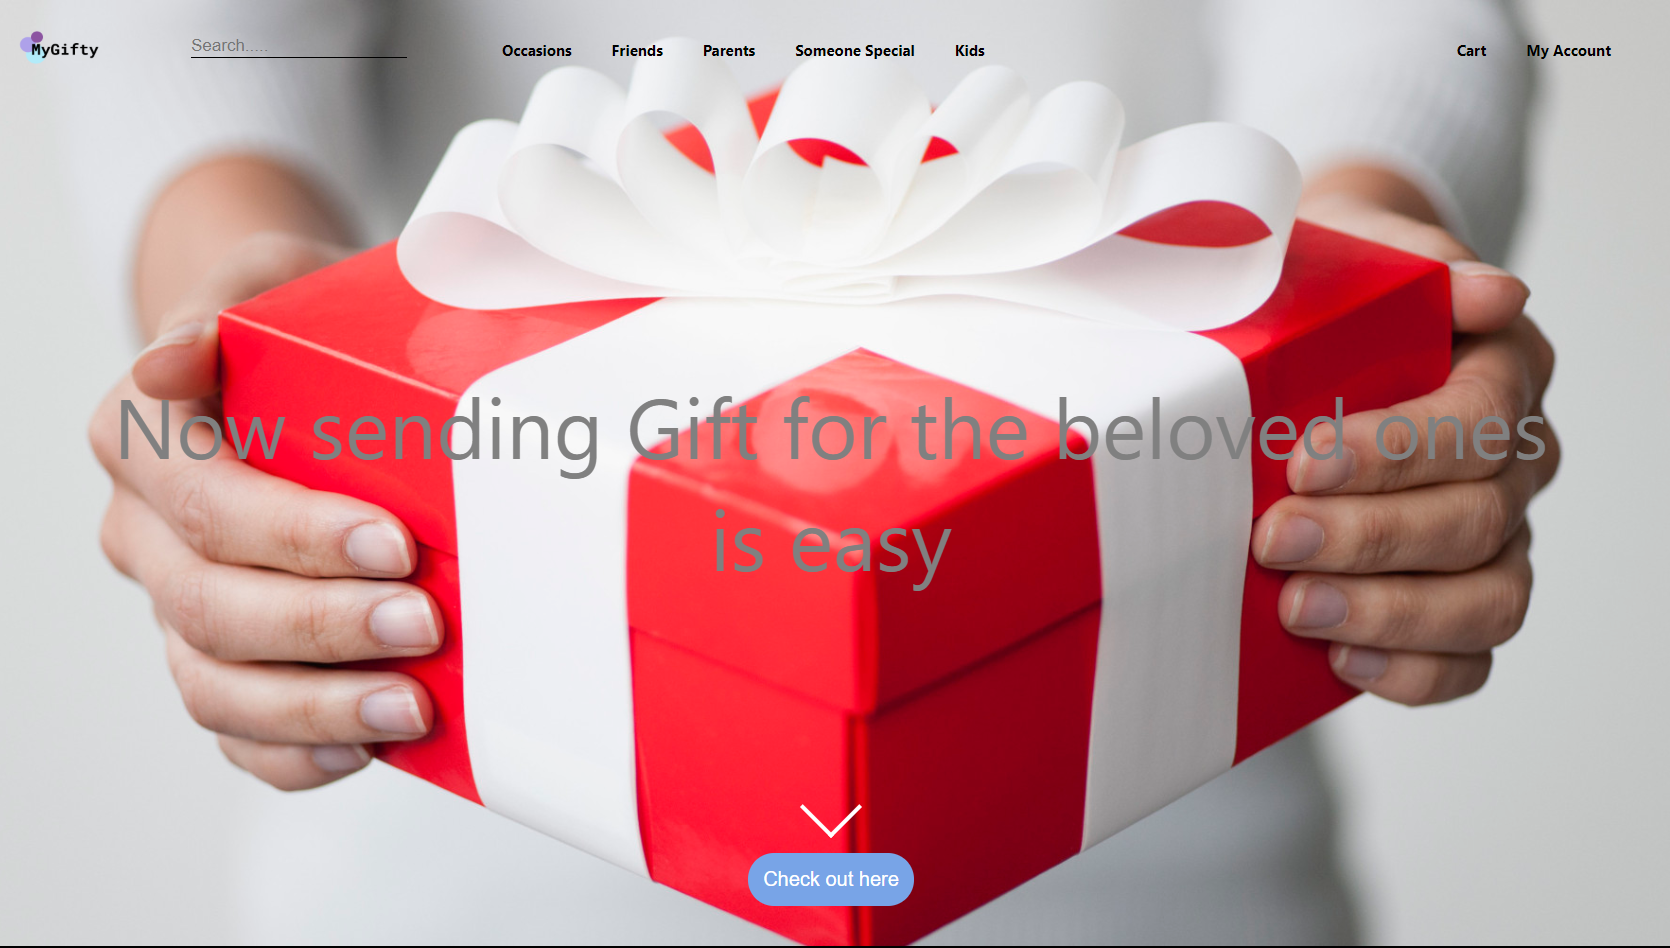 MyGifty
Search.....
Occasions Friends Parents Someone Special Kids
Cart My Account
Now sending Gift for the beloved ones
is easy
Check out here